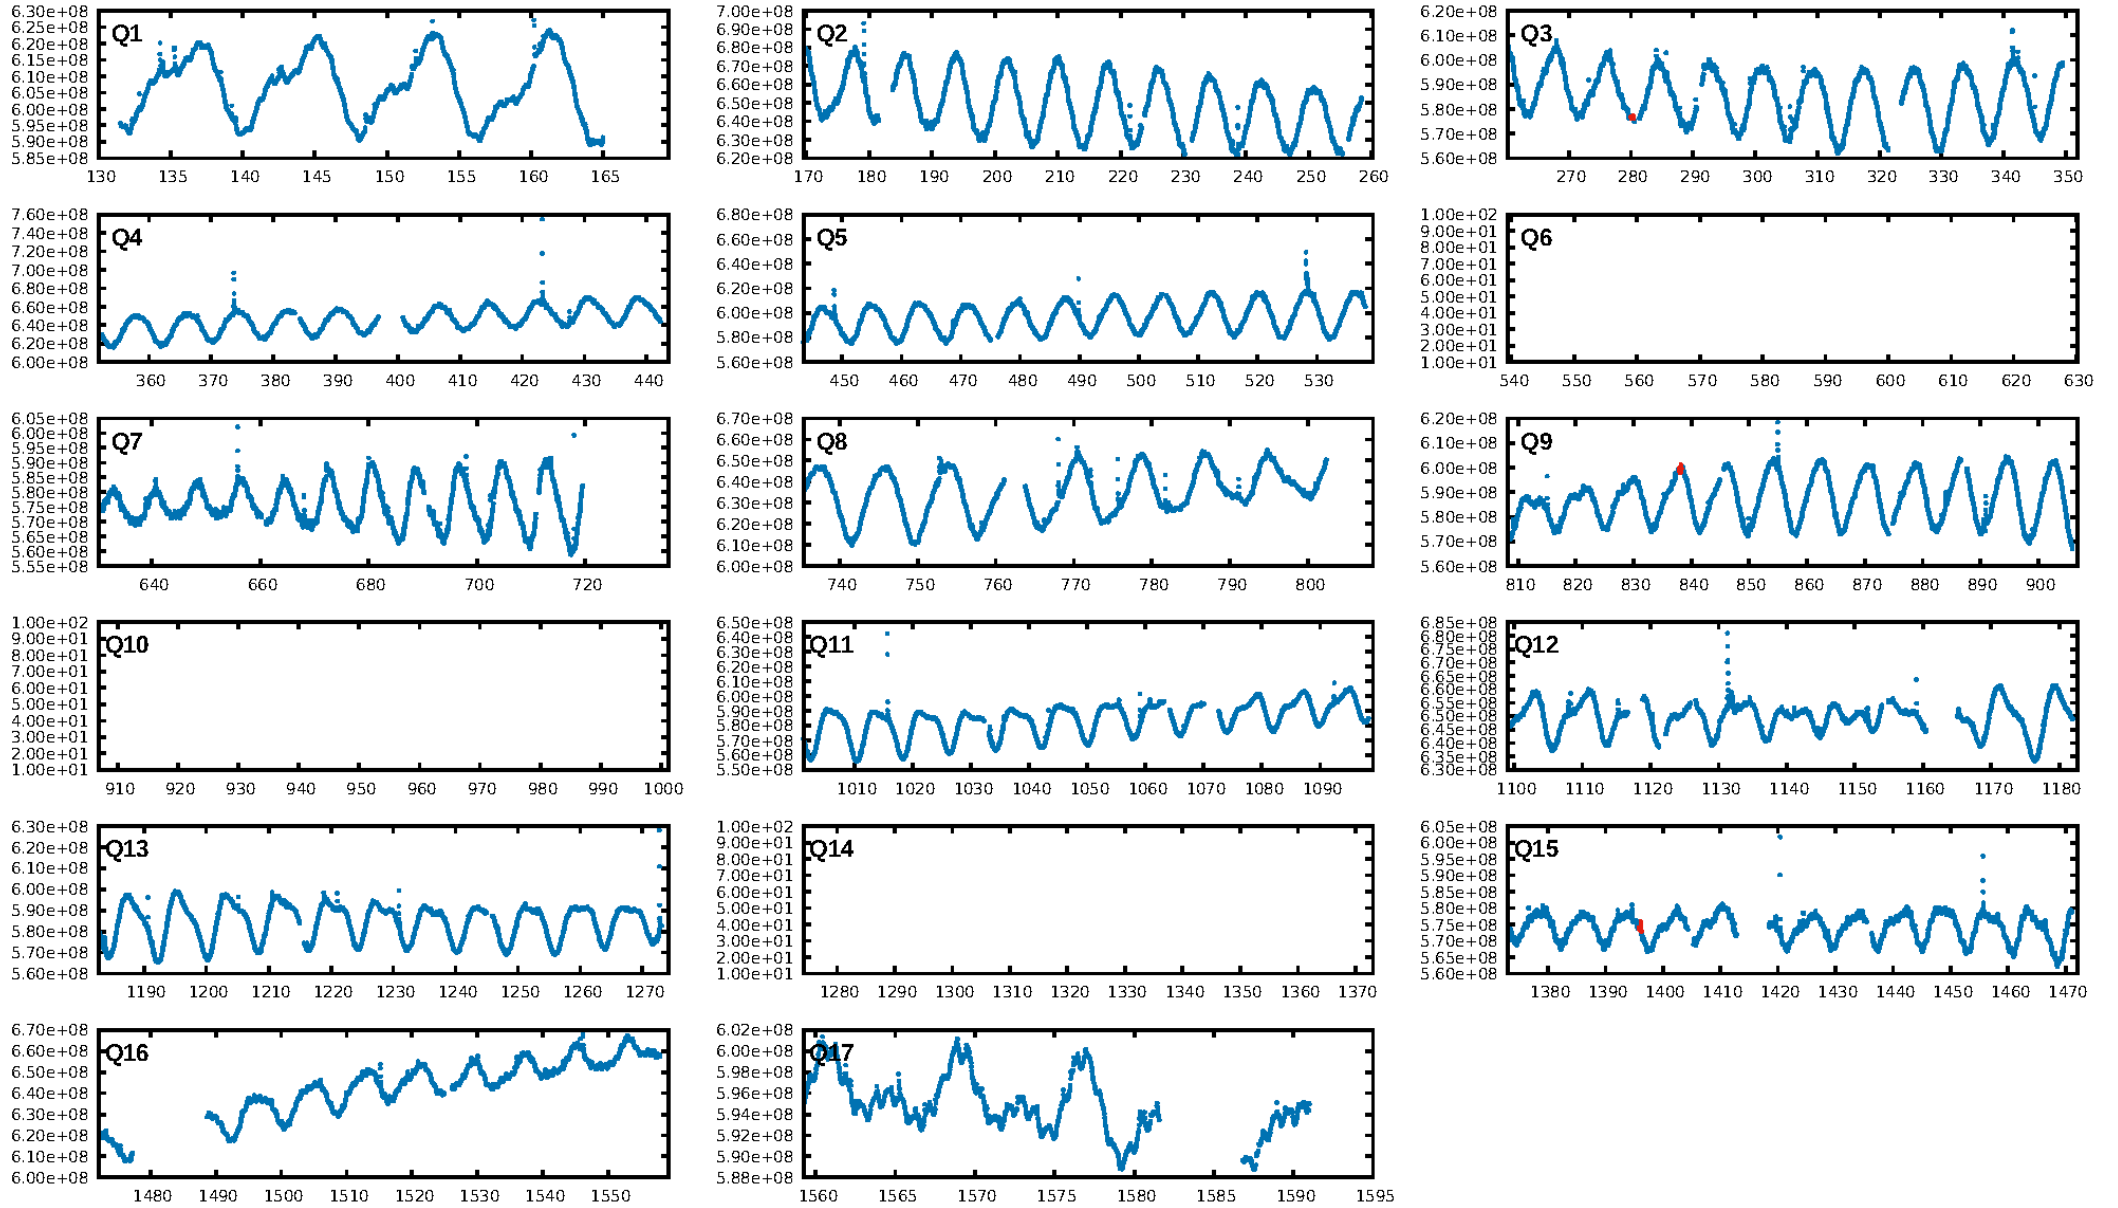 6.30e+08
6.25e+08
6.20e+08
6.15e+08
6.10e+08
6.05e+08
6.00e+08
5.95e+08
5.90e+08
5.85e+08
Q1
130 135 140 145 150 155 160 165
7.00e+08
6.90e+08
6.80e+08
6.70e+08
6.60e+08
6.50e+08
6.40e+08
6.30e+08
6.20e+08
Q2
170 180 190 200 210 220 230 240 250 260
6.20e+08
6.10e+08
6.00e+08
5.90e+08
5.80e+08
5.70e+08
5.60e+08
Q3
270 280 290 300 310 320 330 340 350
7.60e+08
7.40e+08
7.20e+08
7.00e+08
6.80e+08
6.60e+08
6.40e+08
6.20e+08
6.00e+08
Q4
360 370 380 390 400 410 420 430 440
6.80e+08
6.60e+08
6.40e+08
6.20e+08
6.00e+08
5.80e+08
5.60e+08
Q5
450 460 470 480 490 500 510 520 530
1.00e+02
9.00e+01
8.00e+01
7.00e+01
6.00e+01
5.00e+01
4.00e+01
3.00e+01
2.00e+01
1.00e+01
Q6
540 550 560 570 580 590 600 610 620 630
6.05e+08
6.00e+08
5.95e+08
5.90e+08
5.85e+08
5.80e+08
5.75e+08
5.70e+08
5.65e+08
5.60e+08
5.55e+08
Q7
640 660 680 700 720
6.70e+08
6.60e+08
6.50e+08
6.40e+08
6.30e+08
6.20e+08
6.10e+08
6.00e+08
Q8
740 750 760 770 780 790 800
6.20e+08
6.10e+08
6.00e+08
5.90e+08
5.80e+08
5.70e+08
5.60e+08
Q9
810 820 830 840 850 860 870 880 890 900
1.00e+02
9.00e+01
8.00e+01
7.00e+01
6.00e+01
5.00e+01
4.00e+01
3.00e+01
2.00e+01
1.00e+01
Q10
910 920 930 940 950 960 970 980 990 1000
6.50e+08
6.40e+08
6.30e+08
6.20e+08
6.10e+08
6.00e+08
5.90e+08
5.80e+08
5.70e+08
5.60e+08
5.50e+08
Q11
1010 1020 1030 1040 1050 1060 1070 1080 1090
6.85e+08
6.80e+08
6.75e+08
6.70e+08
6.65e+08
6.60e+08
6.55e+08
6.50e+08
6.45e+08
6.40e+08
6.35e+08
6.30e+08
Q12
1100 1110 1120 1130 1140 1150 1160 1170 1180
6.30e+08
6.20e+08
6.10e+08
6.00e+08
5.90e+08
5.80e+08
5.70e+08
5.60e+08
Q13
1190 1200 1210 1220 1230 1240 1250 1260 1270
1.00e+02
9.00e+01
8.00e+01
7.00e+01
6.00e+01
5.00e+01
4.00e+01
3.00e+01
2.00e+01
1.00e+01
Q14
1280 1290 1300 1310 1320 1330 1340 1350 1360 1370
6.05e+08
6.00e+08
5.95e+08
5.90e+08
5.85e+08
5.80e+08
5.75e+08
5.70e+08
5.65e+08
5.60e+08
Q15
1380 1390 1400 1410 1420 1430 1440 1450 1460 1470
6.70e+08
6.60e+08
6.50e+08
6.40e+08
6.30e+08
6.20e+08
6.10e+08
6.00e+08
Q16
1480 1490 1500 1510 1520 1530 1540 1550
6.02e+08
6.00e+08
5.98e+08
5.96e+08
5.94e+08
5.92e+08
5.90e+08
5.88e+08
Q17
1560 1565 1570 1575 1580 1585 1590 1595